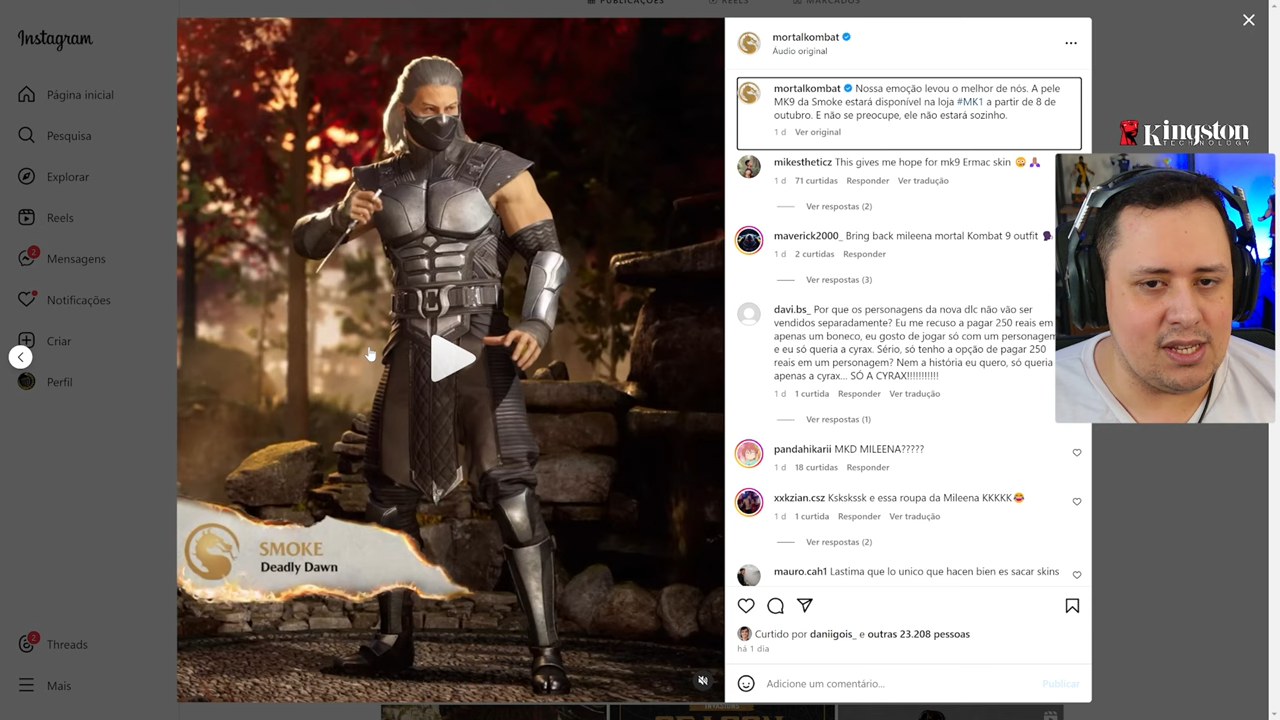 PUBLICAÇÕES
REELS
MARCADOS
Instagram
Página inicial
Pesquisa
Explorar
Reels
2
Mensagens
Notificações
Criar
Perfil
2
Threads
Mais
SMOKE
Deadly Dawn
mortalkombat
Áudio original
mortalkombat Nossa emoção levou o melhor de nós. A pele
MK9 da Smoke estará disponível na loja #MK1 a partir de 8 de
outubro. E não se preocupe, ele não estará sozinho.
1 d Ver original
mikestheticz This gives me hope for mk9 Ermac skin
1 d 71 curtidas Responder Ver tradução
Ver respostas (2)
maverick2000_ Bring back mileena mortal Kombat 9 outfit
1 d 2 curtidas Responder
Ver respostas (3)
davi.bs_ Por que os personagens da nova dlc não vão ser
vendidos separadamente? Eu me recuso a pagar 250 reais em
apenas um boneco, eu gosto de jogar só com um personagem
e eu só queria a cyrax. Sério, só tenho a opção de pagar 250
reais em um personagem? Nem a história eu quero, só queria
apenas a cyrax... SÓ A CYRAX!!!!!!!!!!!
1 d 1 curtida Responder Ver tradução
Ver respostas (1)
pandahikarii MKD MILEENA?????
1 d 18 curtidas Responder
xxkzian.csz Ksksksk e essa roupa da Mileena KKKKK😂
1 d 1 curtida Responder Ver tradução
Ver respostas (2)
mauro.cah1 Lastima que lo unico que hacen bien es sacar skins
Curtido por daniigois_ e outras 23.208 pessoas
há 1 dia
Adicione um comentário...
Publicar
Kingston
TECHNOLOGY